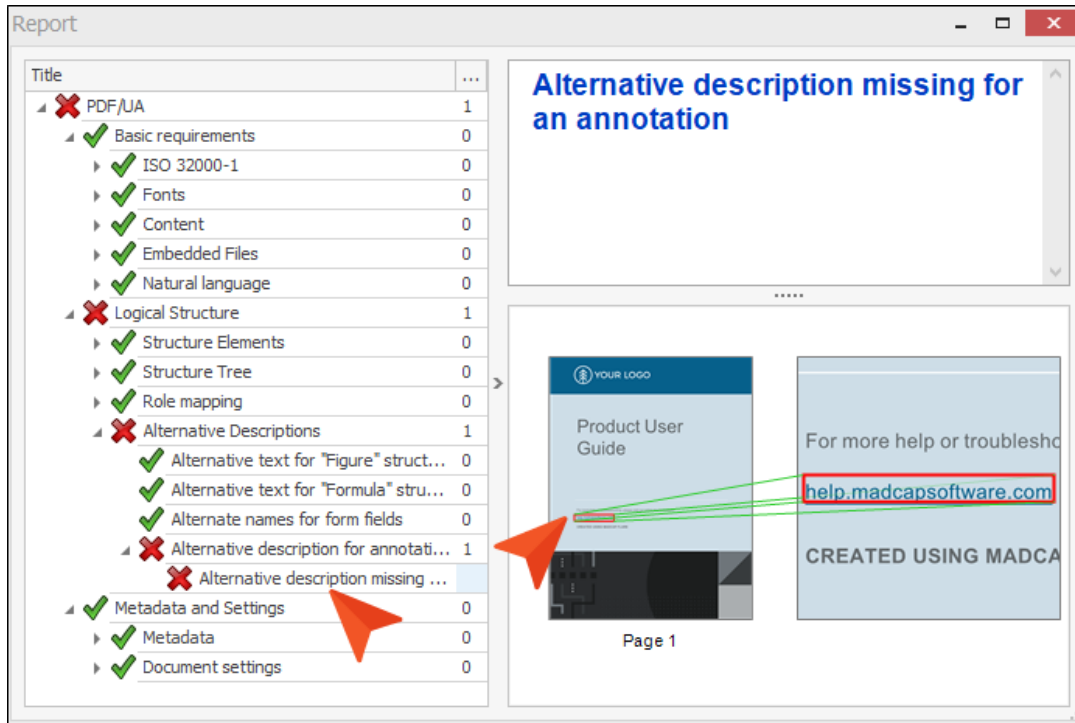 Report
Title ...
PDF/UA 1
Basic requirements 0
ISO 32000-1 0
Fonts 0
Content 0
Embedded Files 0
Natural language 0
Logical Structure 1
Structure Elements 0
Structure Tree 0
Role mapping 0
Alternative Descriptions 1
Alternative text for "Figure" struct... 0
Alternative text for "Formula" stru... 0
Alternate names for form fields 0
Alternative description for annotati... 1
Alternative description missing ...
Metadata and Settings 0
Metadata 0
Document settings 0
Alternative description missing for
an annotation
YOUR LOGO
Product User
Guide
Page 1
For more help or troublesho
help.madcapsoftware.com
CREATED USING MADCA